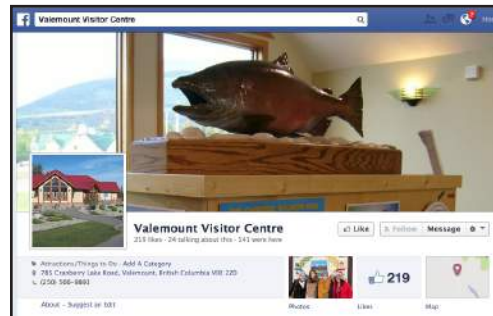 f Valemount Visitor Centre
Valemount Visitor Centre
219 likes · 24 talking about this · 141 were here
Like Follow Message
Attractions/Things to Do · Add A Category
785 Cranberry Lake Road, Valemount, British Columbia V0E 2Z0
219
About – Suggest an Edit
Photos Likes Map